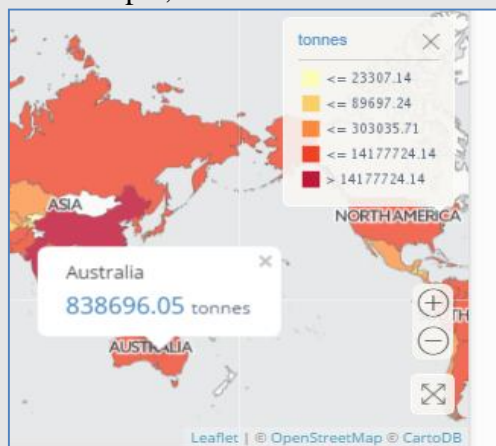 tonnes
<= 23307.14
<= 89697.24
<= 303035.71
<= 14177724.14
> 14177724.14
ASIA
NORTH AMERICA
Australia
838696.05 tonnes
AUSTRALIA
Leaflet | © OpenStreetMap © CartoDB